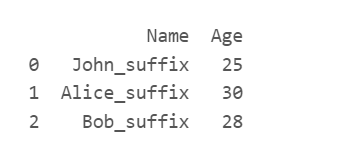 Name Age
0 John_suffix 25
1 Alice_suffix 30
2 Bob_suffix 28